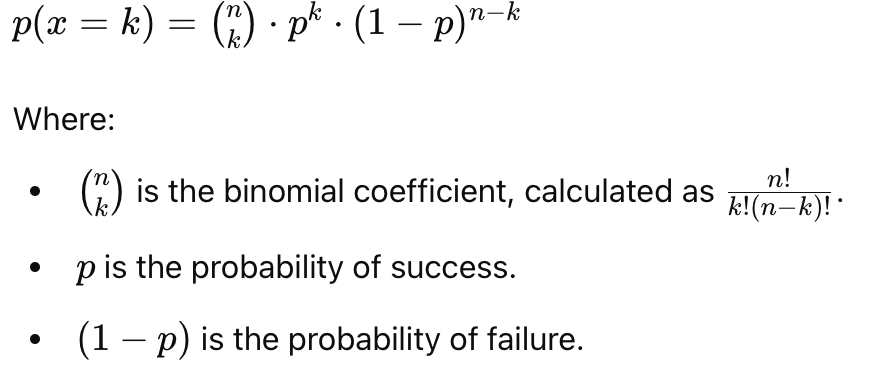 p(x = k) = \binom{n}{k} \cdot p^k \cdot (1 - p)^{n-k}
Where:
• \binom{n}{k} is the binomial coefficient, calculated as \frac{n!}{k!(n-k)!}.
• p is the probability of success.
• (1 - p) is the probability of failure.